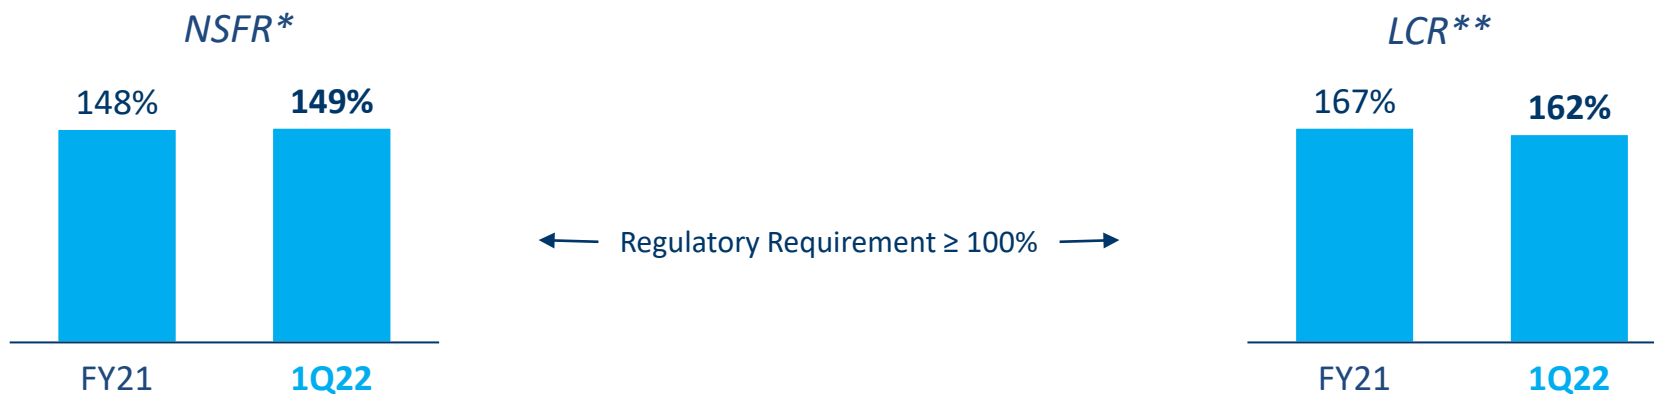 NSFR*
148%
149%
FY21
1Q22
Regulatory Requirement ≥ 100%
LCR**
167%
162%
FY21
1Q22